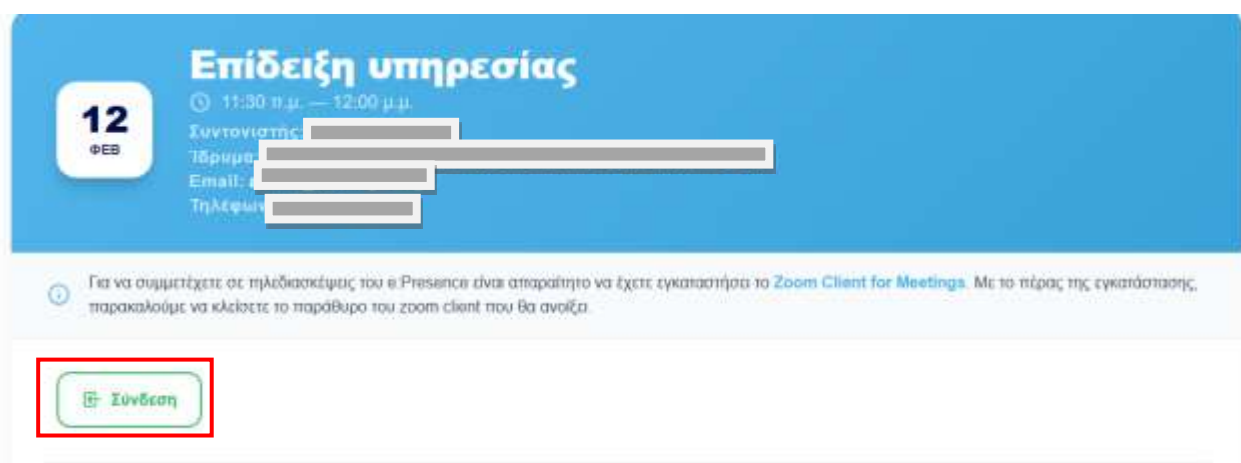 Επίδειξη υπηρεσίας
12
ΦΕΒ
11:30 π.μ. — 12:00 μ.μ.
Συντονιστής:
Ίδρυμα:
Email:
Για να συμμετέχετε σε τηλεδιασκέψεις του e:Presence είναι απαραίτητο να έχετε εγκαταστήσει το Zoom Client for Meetings. Με το πέρας της εγκατάστασης,
παρακαλούμε να κλείσετε το παράθυρο του zoom client που θα ανοίξει.
Σύνδεση